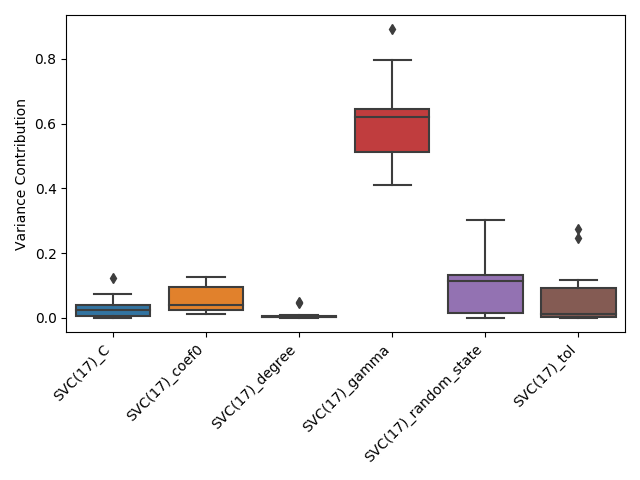 Variance Contribution
0.8
0.6
0.4
0.2
0.0
SVC(17)_C
SVC(17)_coef0
SVC(17)_degree
SVC(17)_gamma
SVC(17)_random_state
SVC(17)_tol